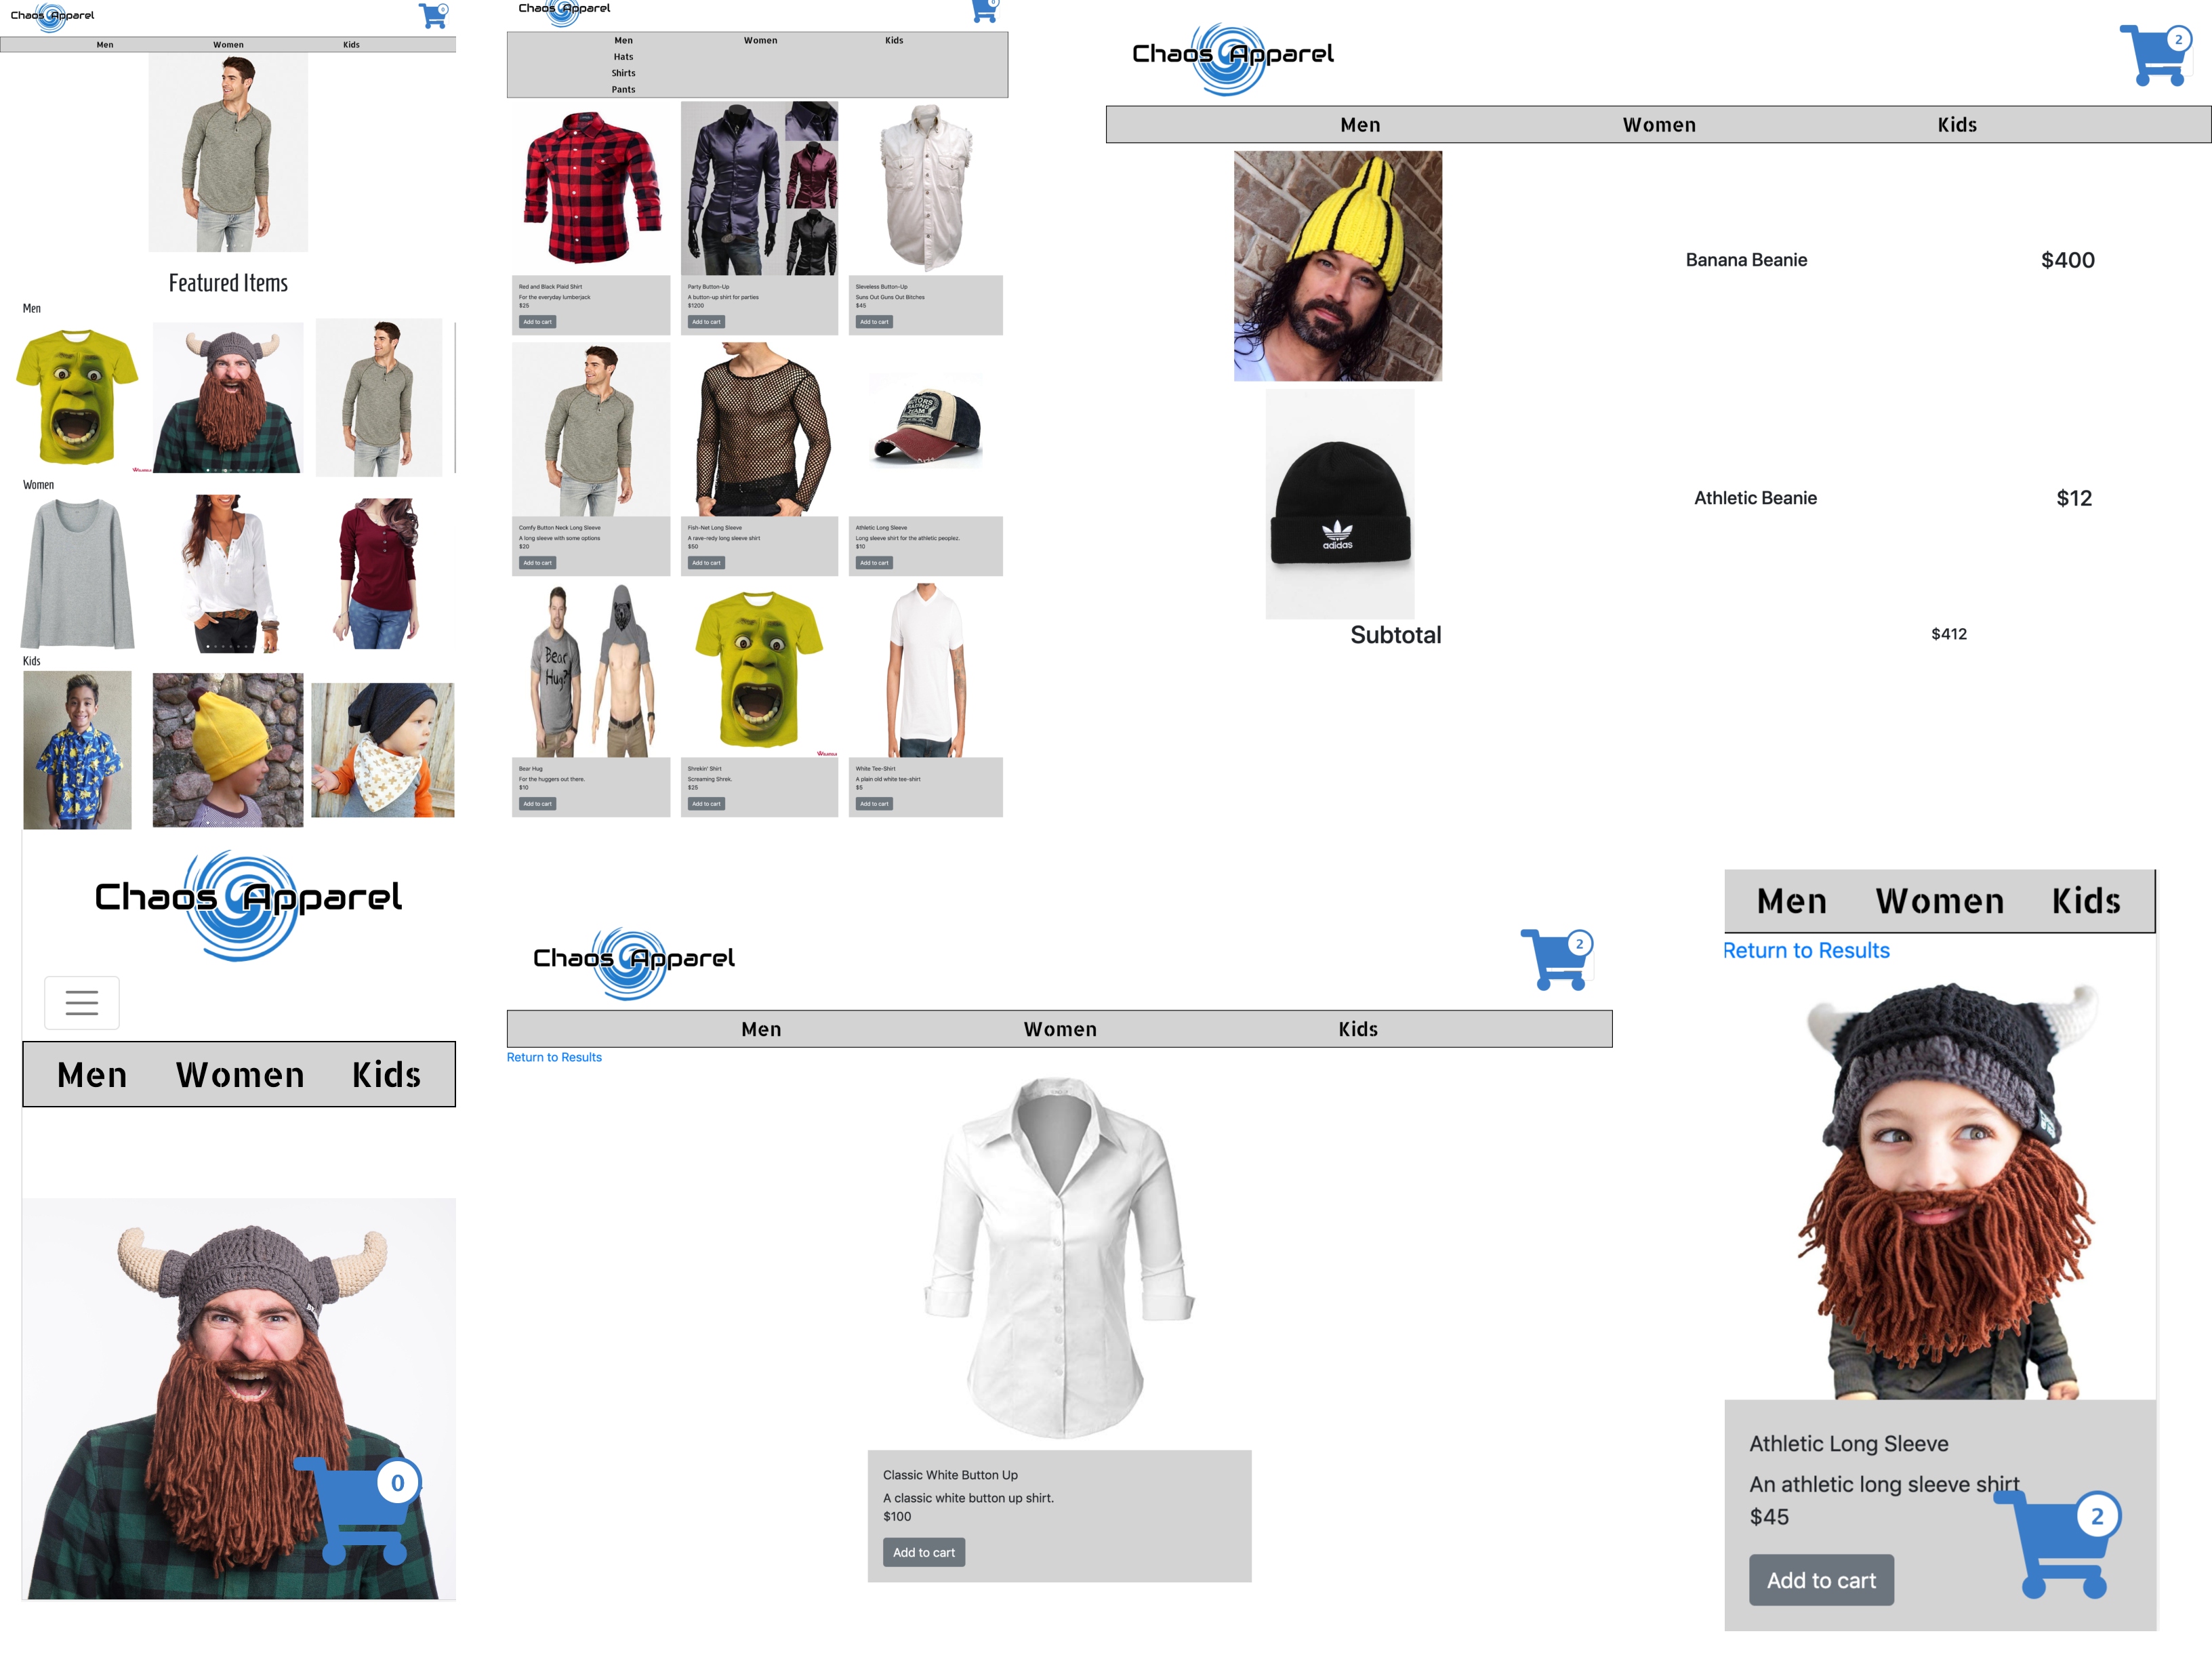 Chaos Apparel
0
Men Women Kids
Featured Items
Men
Women
Kids
Chaos Apparel
0
Men Women Kids
Hats
Shirts
Pants
Red and Black Plaid Shirt
For the everyday lumberjack
$25
Add to cart
Party Button-Up
A button-up shirt for parties
$1200
Add to cart
Sleveless Button-Up
Suns Out Guns Out Bitches
$45
Add to cart
Comfy Button Neck Long Sleeve
A long sleeve with some options
$20
Add to cart
Fish-Net Long Sleeve
A rave-redy long sleeve shirt
$50
Add to cart
Athletic Long Sleeve
Long sleeve shirt for the athletic peoplez.
$10
Add to cart
Bear
Hug?
Bear Hug
For the huggers out there.
$10
Add to cart
Shrekin' Shirt
Screaming Shrek.
$25
Add to cart
White Tee-Shirt
A plain old white tee-shirt
$5
Add to cart
Chaos Apparel
2
Men Women Kids
Banana Beanie $400
adidas
Athletic Beanie $12
Subtotal $412
Chaos Apparel
Men Women Kids
0
Chaos Apparel
2
Men Women Kids
Return to Results
Classic White Button Up
A classic white button up shirt.
$100
Add to cart
Men Women Kids
Return to Results
Athletic Long Sleeve
An athletic long sleeve shirt
$45
2
Add to cart